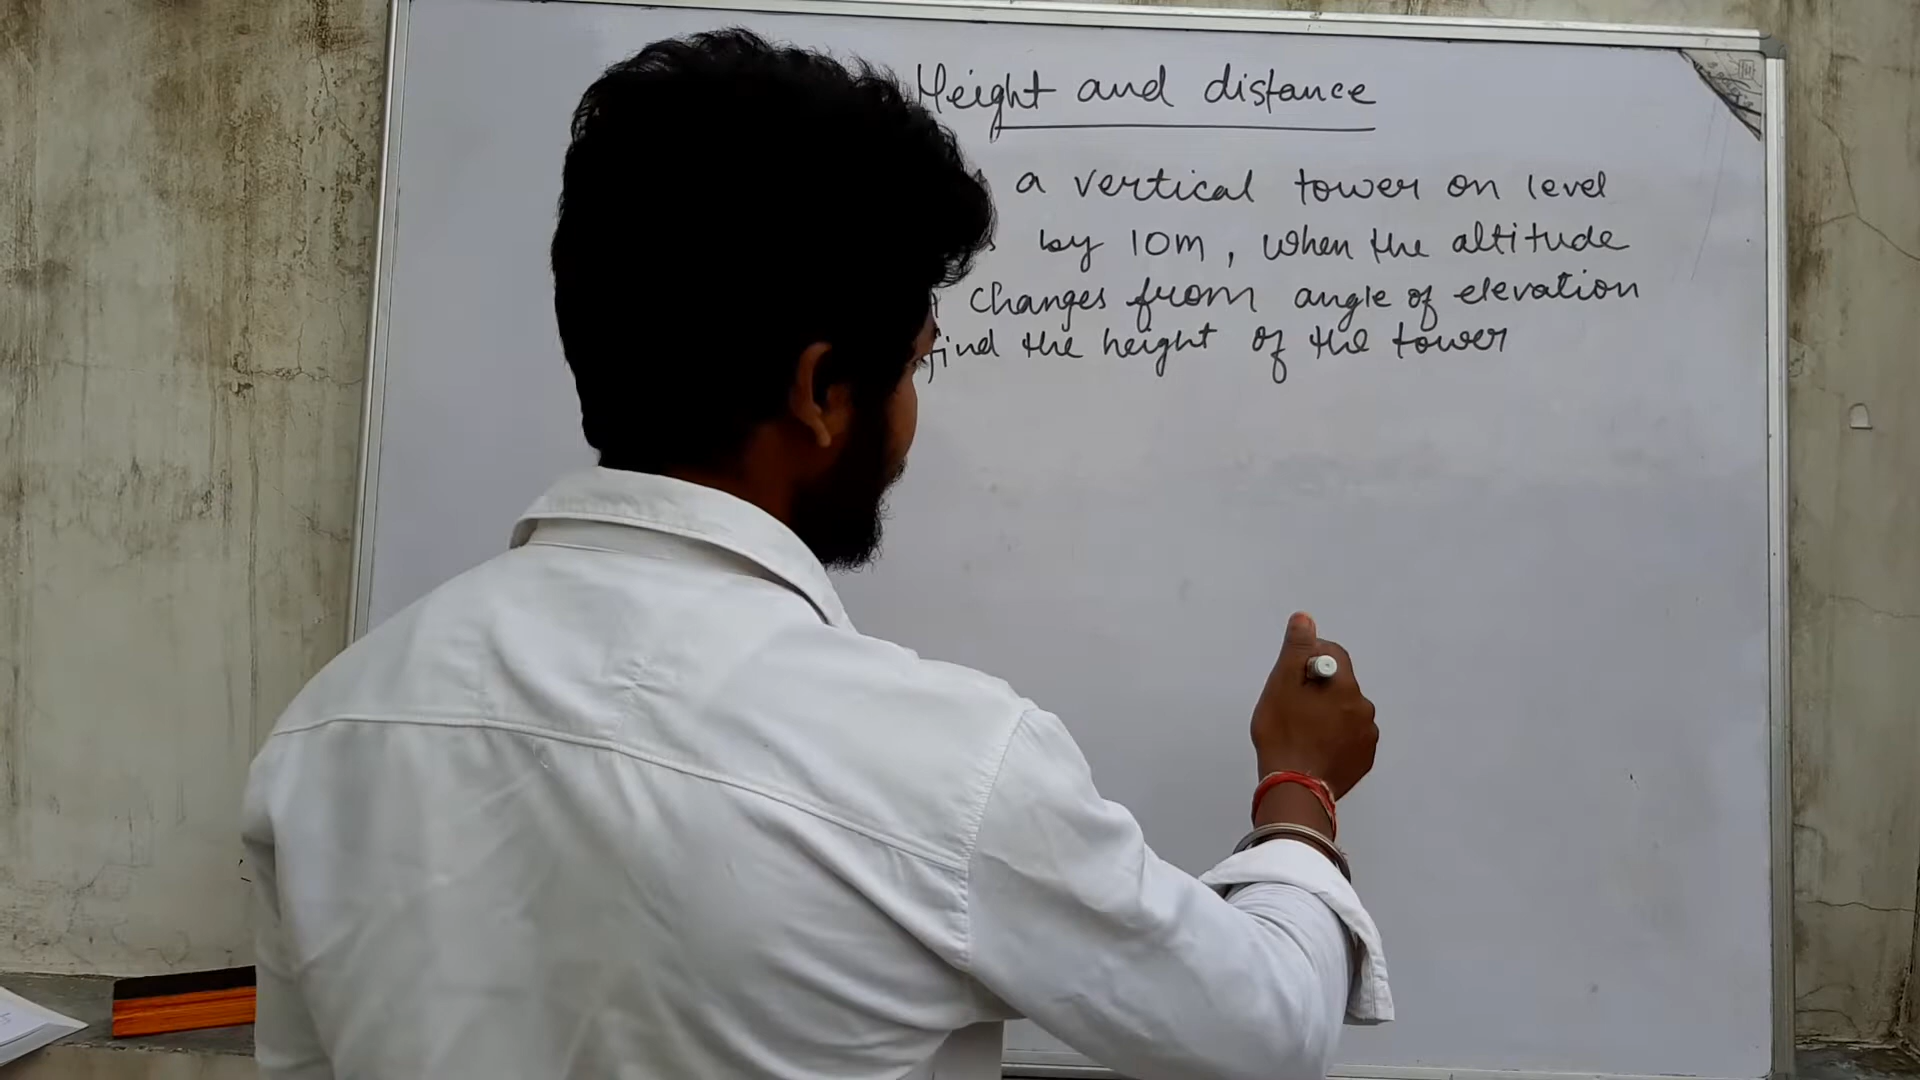 Height and distance
a vertical tower on level
by 10m, when the altitude
changes from angle of elevation
find the height of the tower